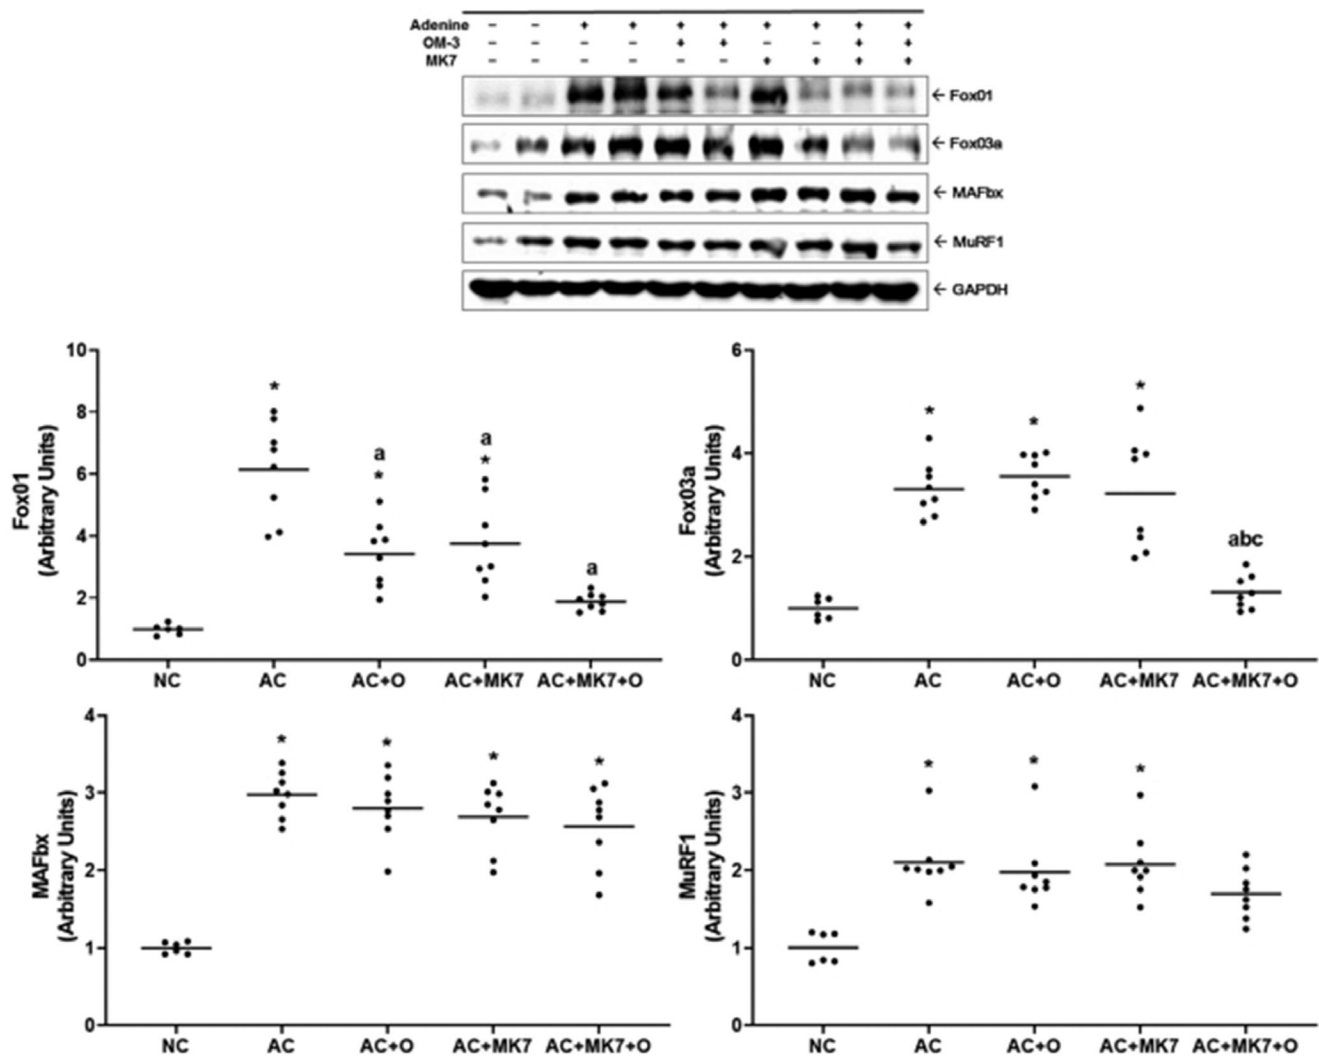 Adenine - - + + + + + + + +
OM-3 - - - - + + - - + +
MK7 - - - - - - + + + +
← Fox01
← Fox03a
← MAFbx
← MuRF1
← GAPDH
Fox01
(Arbitrary Units)
10
8
6
4
2
0
*
a
*
a
*
a
NC AC AC+O AC+MK7 AC+MK7+O
Fox03a
(Arbitrary Units)
6
4
2
0
*
*
*
abc
NC AC AC+O AC+MK7 AC+MK7+O
MAFbx
(Arbitrary Units)
4
3
2
1
0
*
*
*
*
NC AC AC+O AC+MK7 AC+MK7+O
MuRF1
(Arbitrary Units)
4
3
2
1
0
*
*
*
NC AC AC+O AC+MK7 AC+MK7+O